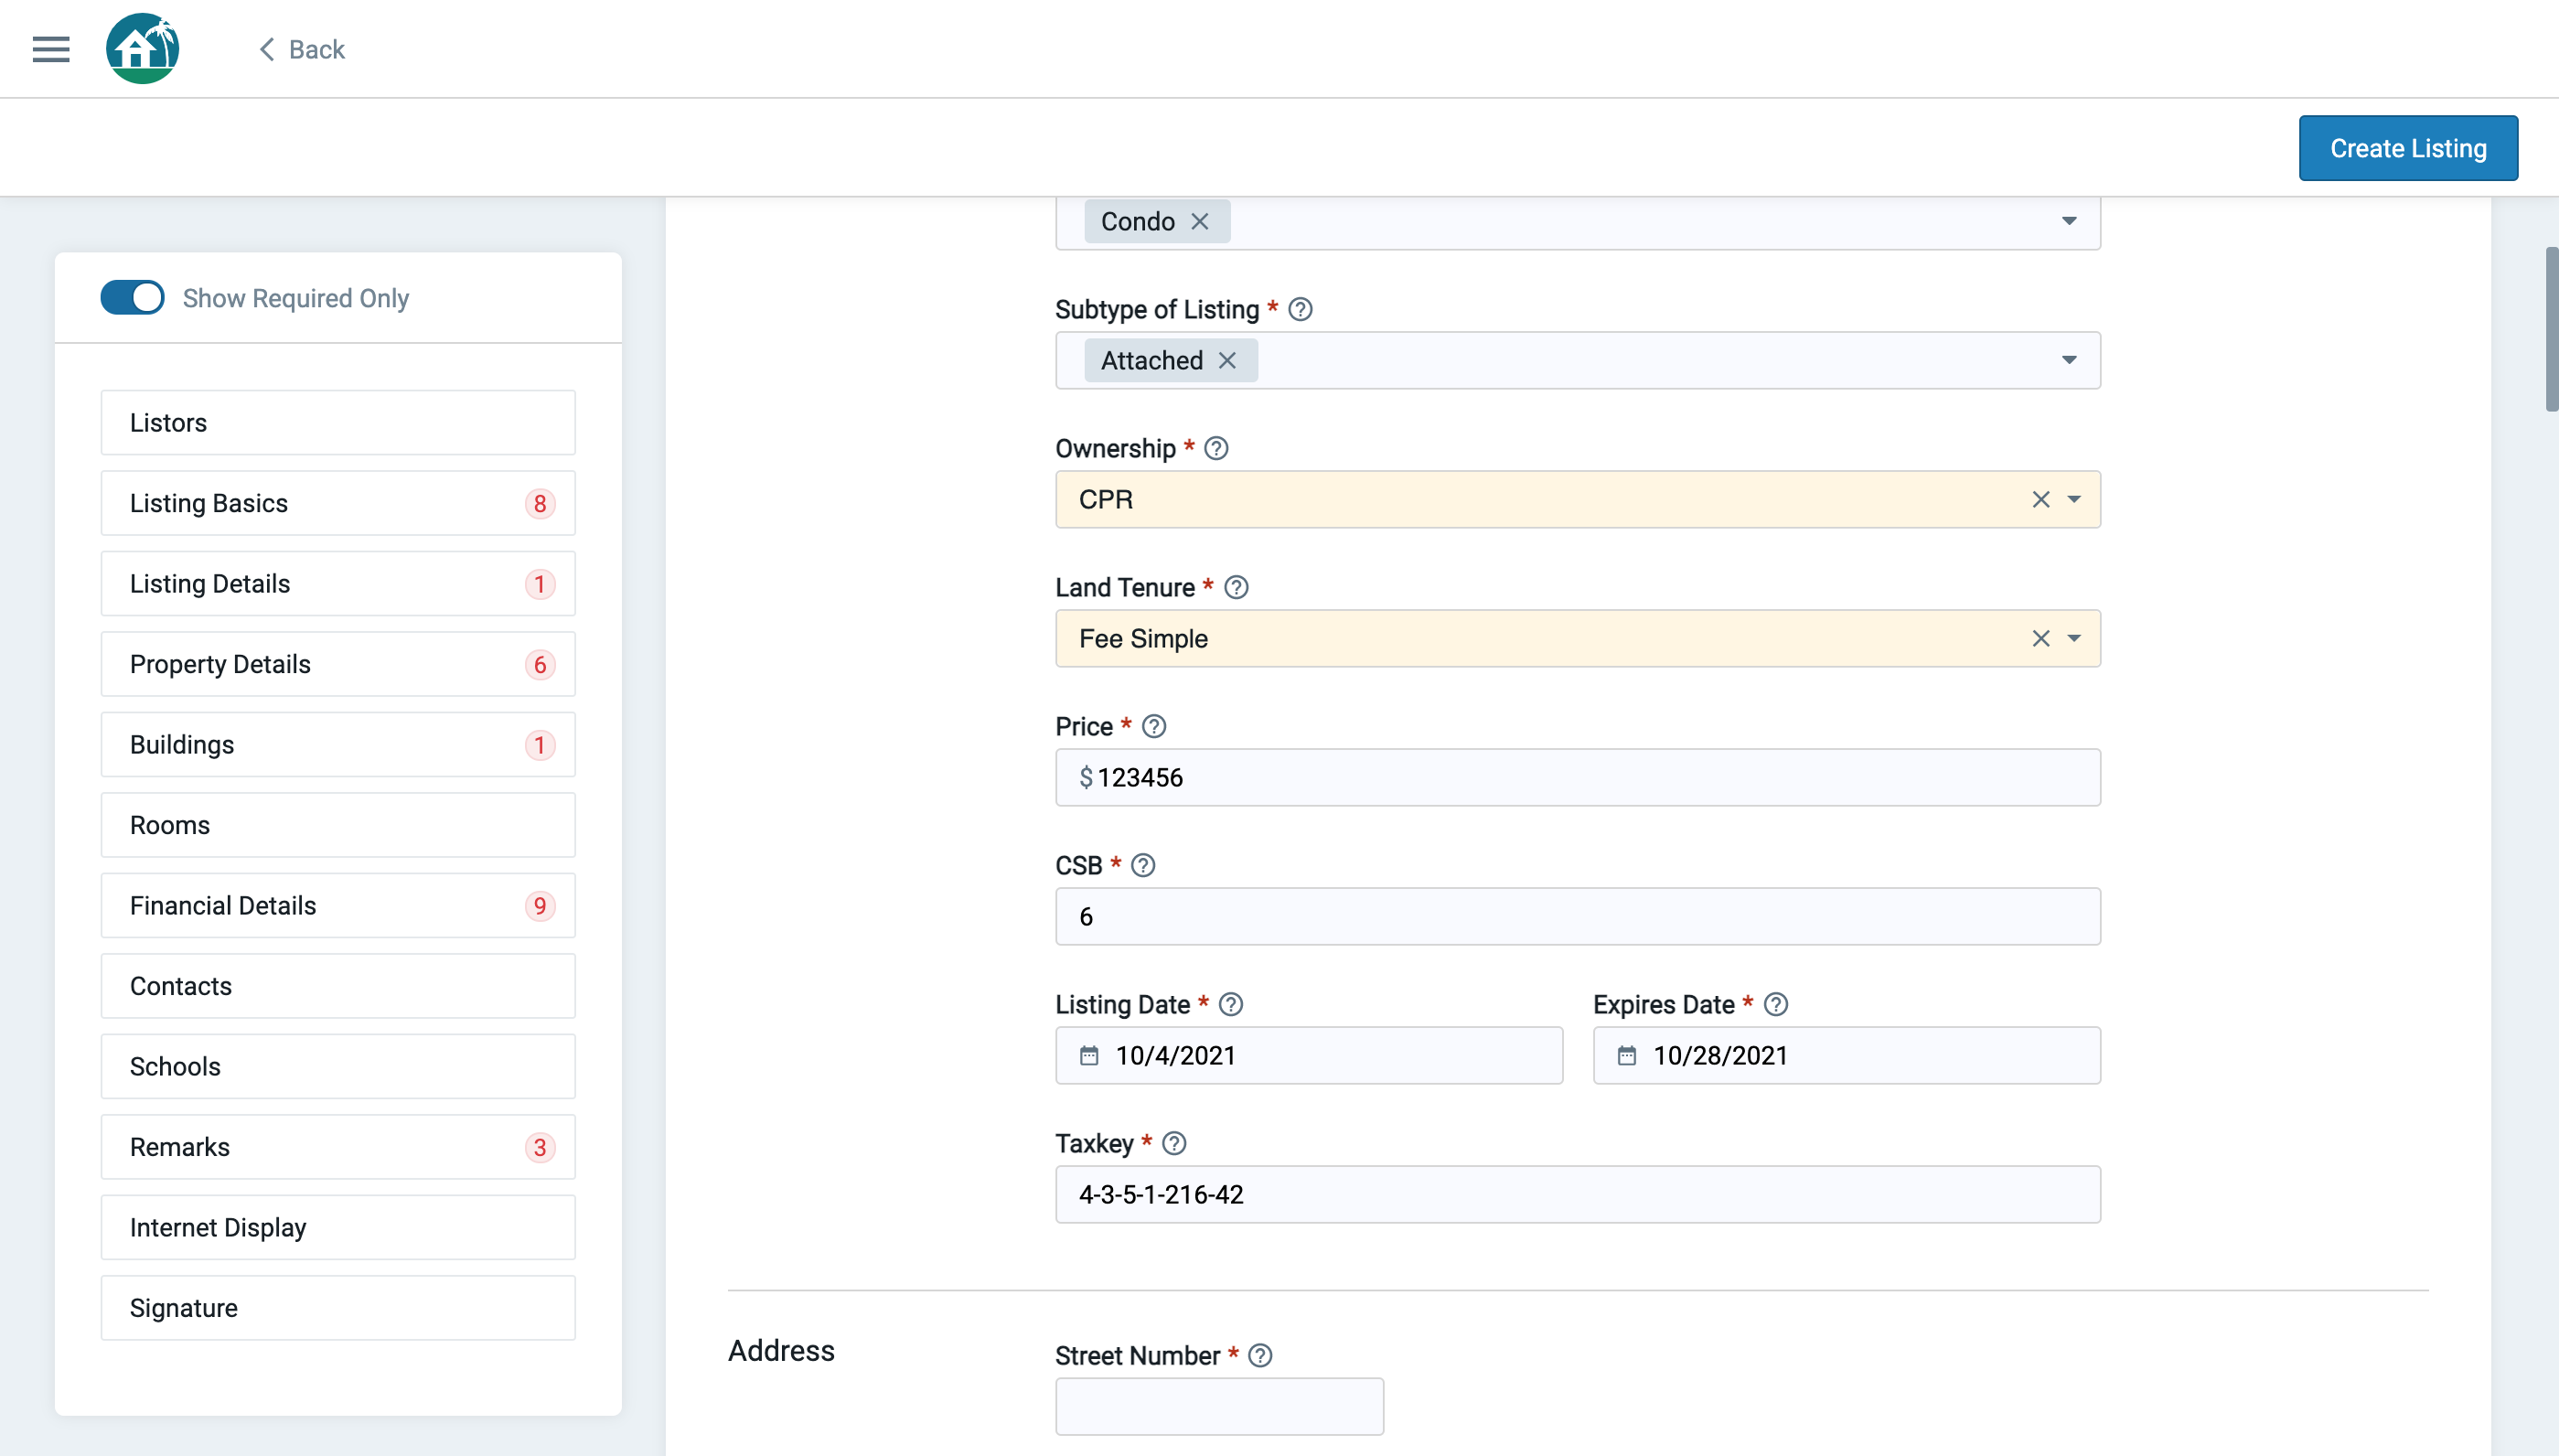 Back
Create Listing
Show Required Only
Listors
Listing Basics 8
Listing Details 1
Property Details 6
Buildings 1
Rooms
Financial Details 9
Contacts
Schools
Remarks 3
Internet Display
Signature
Condo
Subtype of Listing *
Attached
Ownership *
CPR
Land Tenure *
Fee Simple
Price *
$ 123456
CSB *
6
Listing Date * Expires Date *
10/4/2021 10/28/2021
Taxkey *
4-3-5-1-216-42
Address
Street Number *